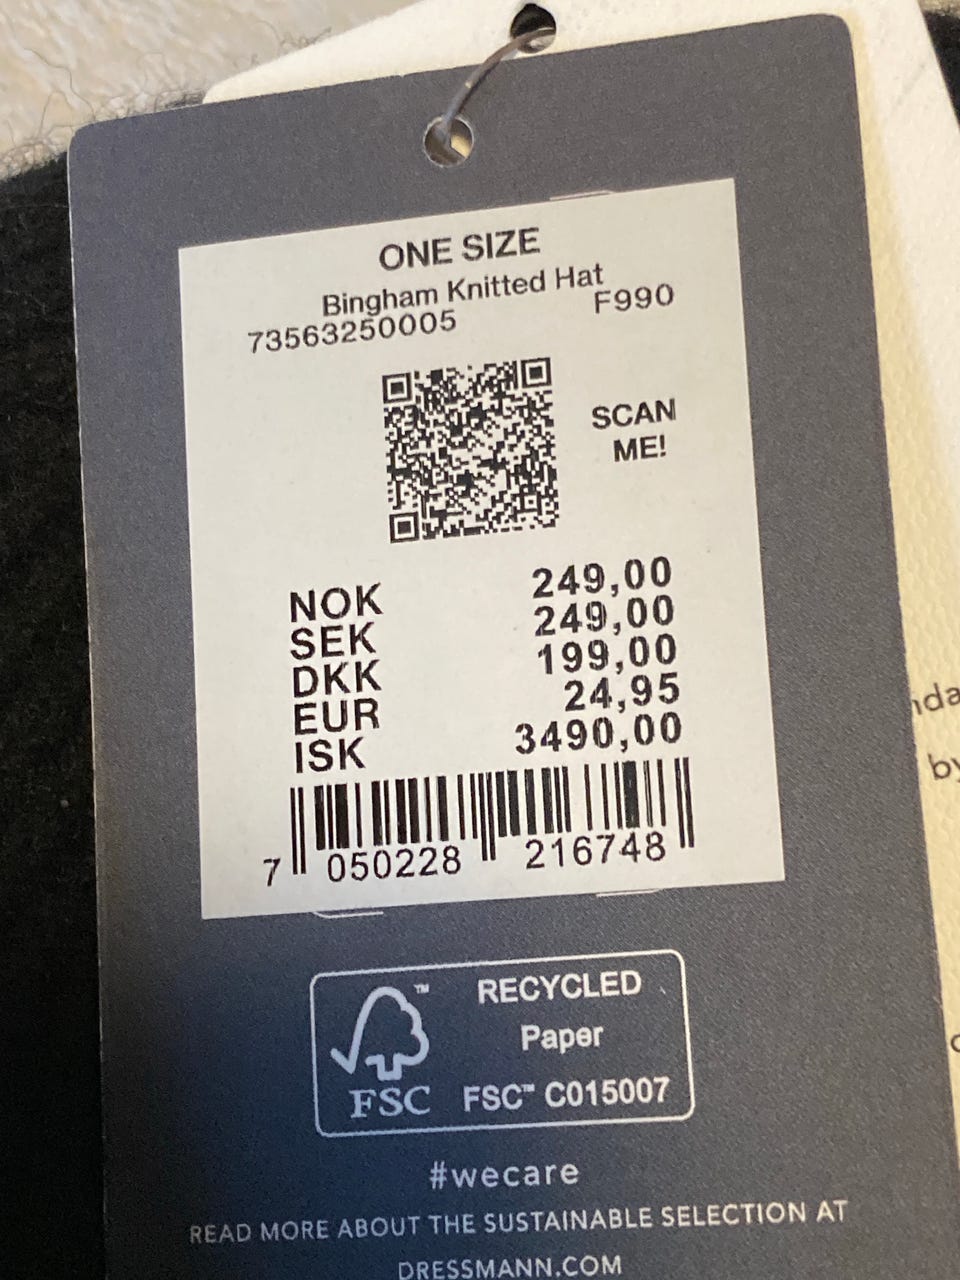 ONE SIZE
Bingham Knitted Hat
73563250005 F990
SCAN
ME!
NOK 249,00
SEK 249,00
DKK 199,00
EUR 24,95
ISK 3490,00
7 050228 216748
RECYCLED
Paper
FSC™ C015007
™
FSC
#wecare
READ MORE ABOUT THE SUSTAINABLE SELECTION AT
DRESSMANN.COM
by